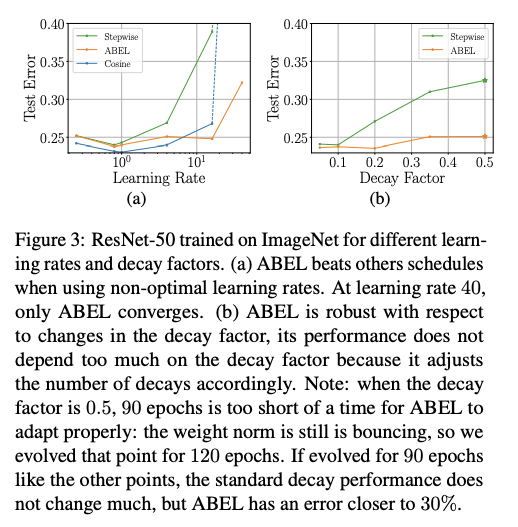 0.40
0.35
0.30
0.25
Test Error
Stepwise
ABEL
Cosine
10⁰
10¹
Learning Rate
(a)
0.40
0.35
0.30
0.25
Test Error
Stepwise
ABEL
0.1
0.2
0.3
0.4
0.5
Decay Factor
(b)
Figure 3: ResNet-50 trained on ImageNet for different learn-
ing rates and decay factors. (a) ABEL beats others schedules
when using non-optimal learning rates. At learning rate 40,
only ABEL converges. (b) ABEL is robust with respect
to changes in the decay factor, its performance does not
depend too much on the decay factor because it adjusts
the number of decays accordingly. Note: when the decay
factor is 0.5, 90 epochs is too short of a time for ABEL to
adapt properly: the weight norm is still is bouncing, so we
evolved that point for 120 epochs. If evolved for 90 epochs
like the other points, the standard decay performance does
not change much, but ABEL has an error closer to 30%.